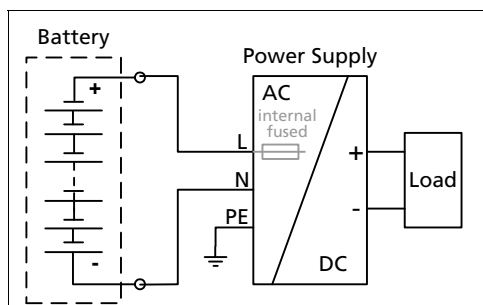 Battery
Power Supply
+
AC
internal
fused
L
N
PE
+
-
Load
-
DC